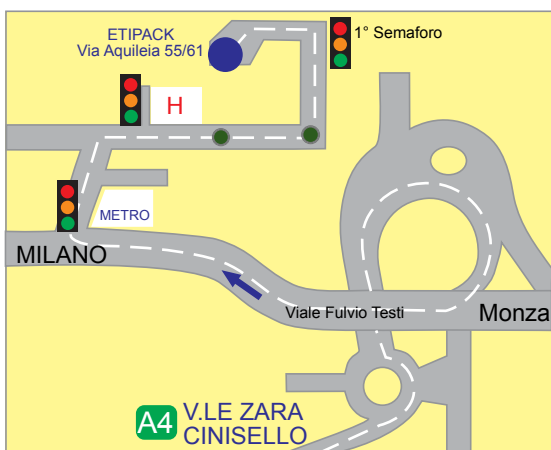 ETIPACK
Via Aquileia 55/61
1° Semaforo
H
METRO
MILANO
Viale Fulvio Testi
Monza
A4
V.LE ZARA
CINISELLO